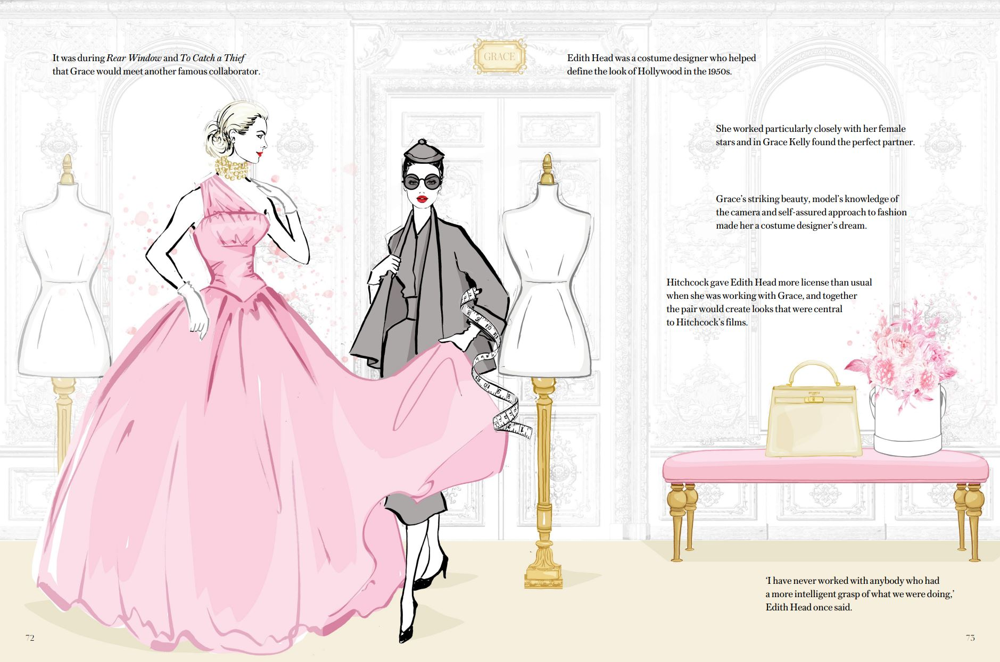 It was during Rear Window and To Catch a Thief
that Grace would meet another famous collaborator.
GRACE
Edith Head was a costume designer who helped
define the look of Hollywood in the 1950s.
She worked particularly closely with her female
stars and in Grace Kelly found the perfect partner.
Grace’s striking beauty, model’s knowledge of
the camera and self-assured approach to fashion
made her a costume designer’s dream.
Hitchcock gave Edith Head more license than usual
when she was working with Grace, and together
the pair would create looks that were central
to Hitchcock’s films.
‘I have never worked with anybody who had
a more intelligent grasp of what we were doing,’
Edith Head once said.
72
73